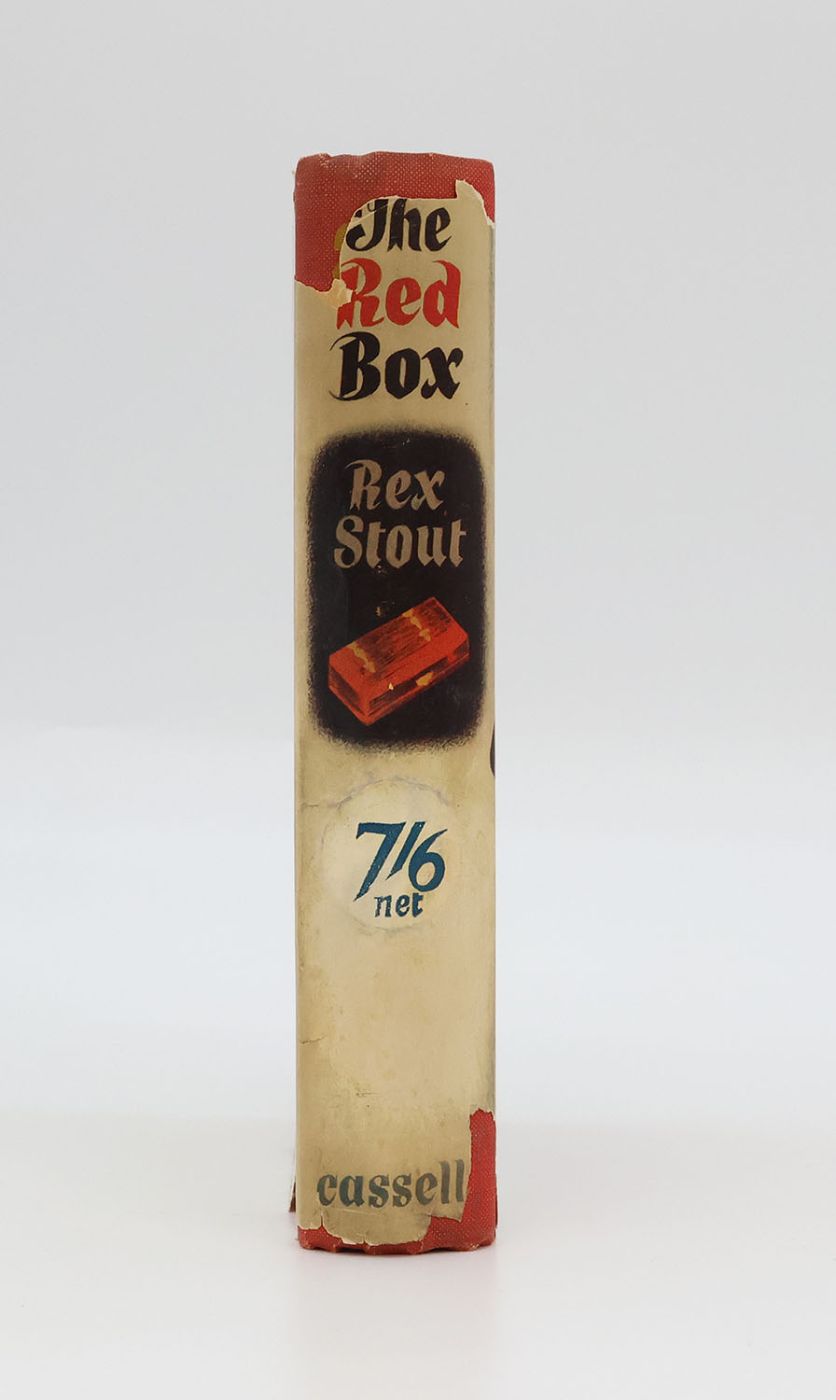 The
Red
Box
Rex
Stout
7/6
net
cassell